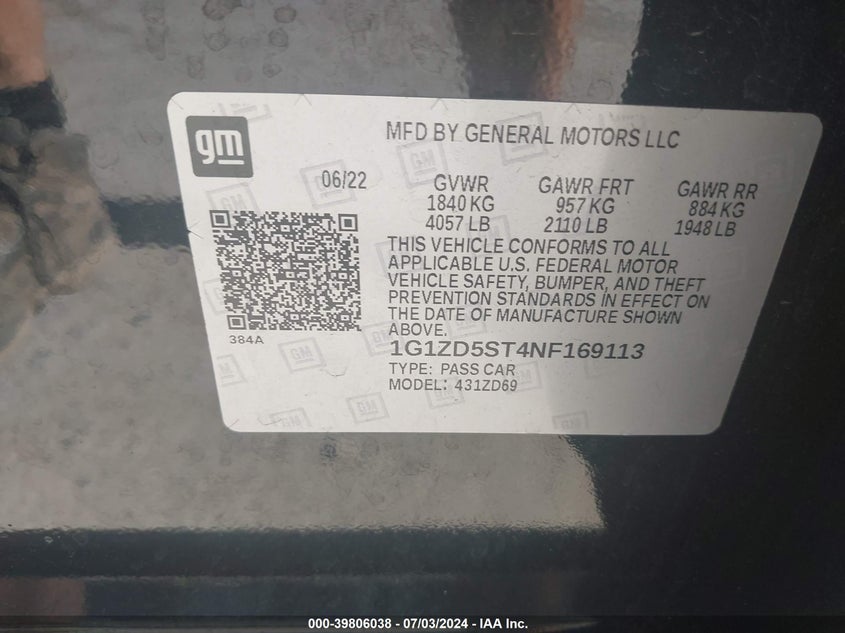 gm
MFD BY GENERAL MOTORS LLC
06/22
GVWR GAWR FRT GAWR RR
1840 KG 957 KG 884 KG
4057 LB 2110 LB 1948 LB
THIS VEHICLE CONFORMS TO ALL
APPLICABLE U.S. FEDERAL MOTOR
VEHICLE SAFETY, BUMPER, AND THEFT
PREVENTION STANDARDS IN EFFECT ON
THE DATE OF MANUFACTURE SHOWN
ABOVE.
384A
1G1ZD5ST4NF169113
TYPE: PASS CAR
MODEL: 431ZD69
000-39806038 - 07/03/2024 - IAA Inc.